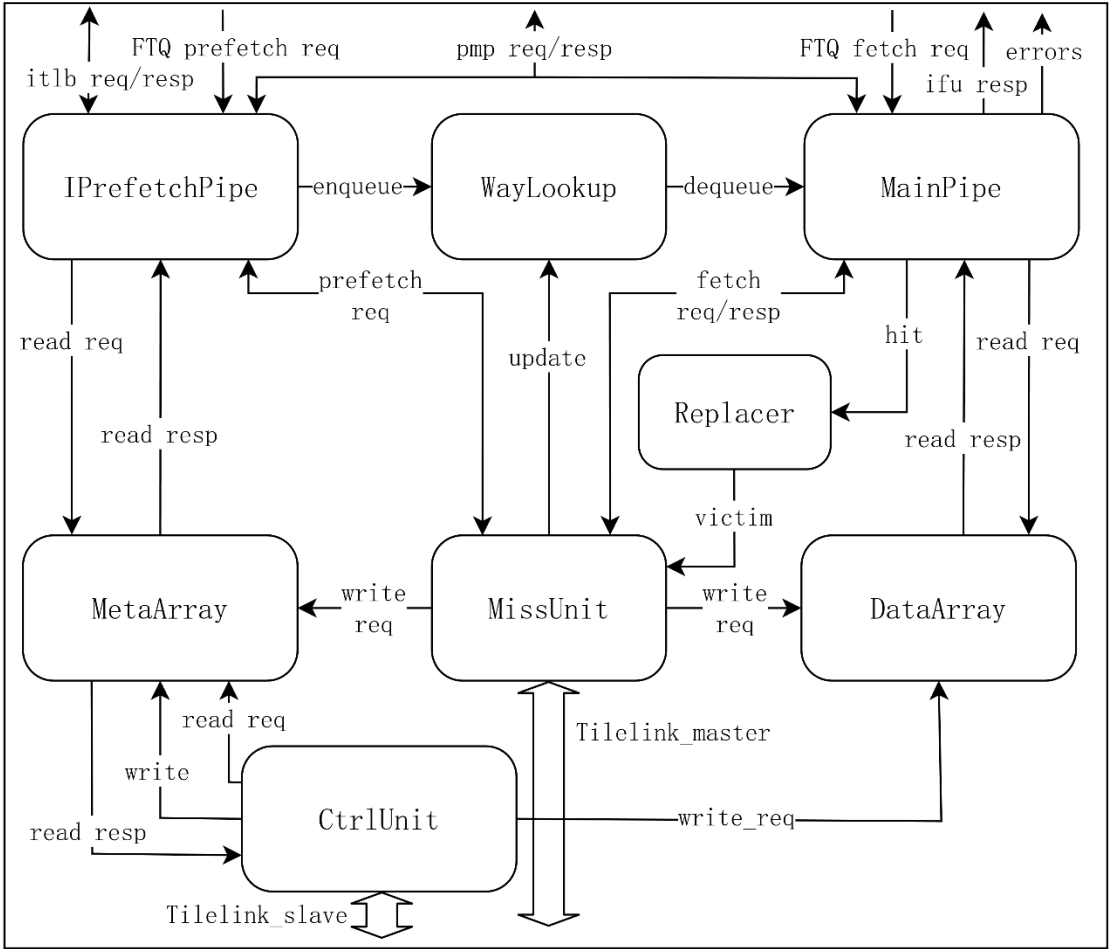 FTQ prefetch req
pmp req/resp
FTQ fetch req
errors
itlb req/resp
ifu resp
IPrefetchPipe
enqueue
WayLookup
dequeue
MainPipe
prefetch
req
fetch
req/resp
read req
update
hit
read req
Replacer
read resp
read resp
victim
MetaArray
write
req
MissUnit
write
req
DataArray
read req
Tilelink_master
write
CtrlUnit
write_req
read resp
Tilelink_slave